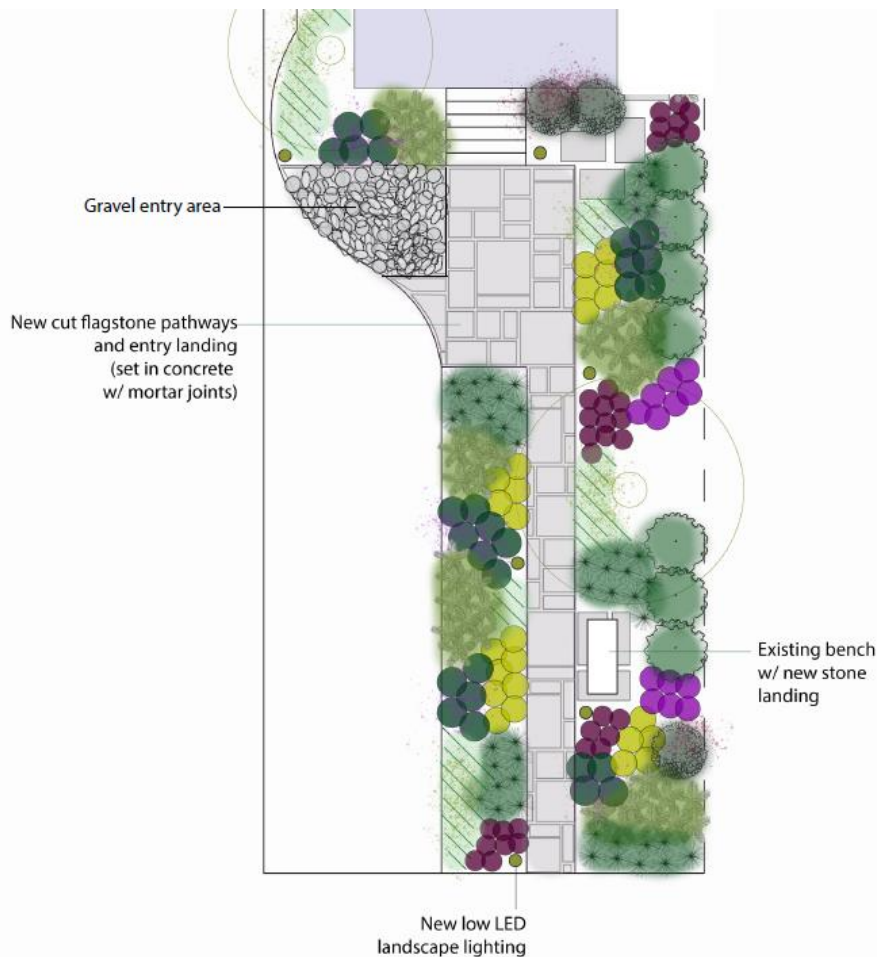 Gravel entry area
New cut flagstone pathways
and entry landing
(set in concrete
w/ mortar joints)
Existing bench
w/ new stone
landing
New low LED
landscape lighting